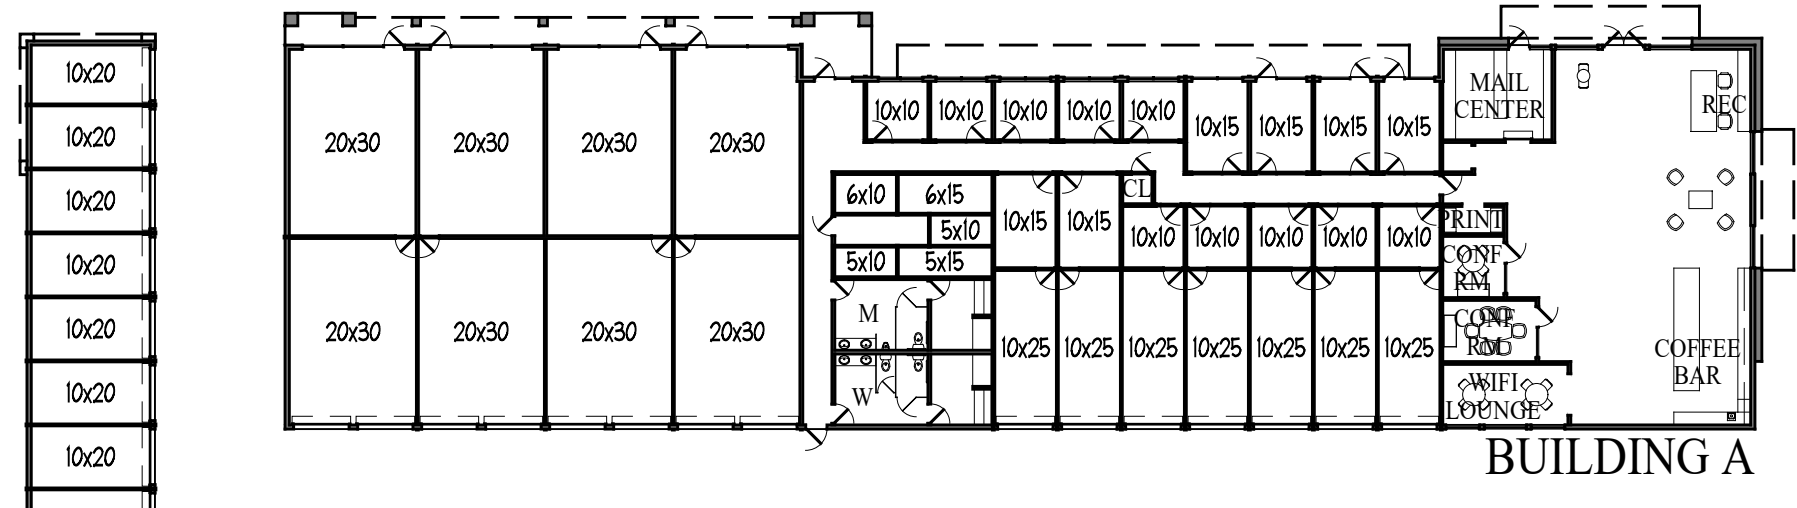 10x20
10x20
10x20
10x20
10x20
10x20
10x20
20x30 20x30 20x30 20x30
20x30 20x30 20x30 20x30
10x10 10x10 10x10 10x10 10x10
10x15 10x15 10x15 10x15
6x10 6x15
5x10
5x10 5x15
CL
10x15 10x15
10x10 10x10 10x10 10x10 10x10
10x25 10x25 10x25 10x25 10x25 10x25 10x25
M
W
MAIL
CENTER
REC
PRINT
CONF
RM
CONF
RM
WIFI
LOUNGE
COFFEE
BAR
BUILDING A